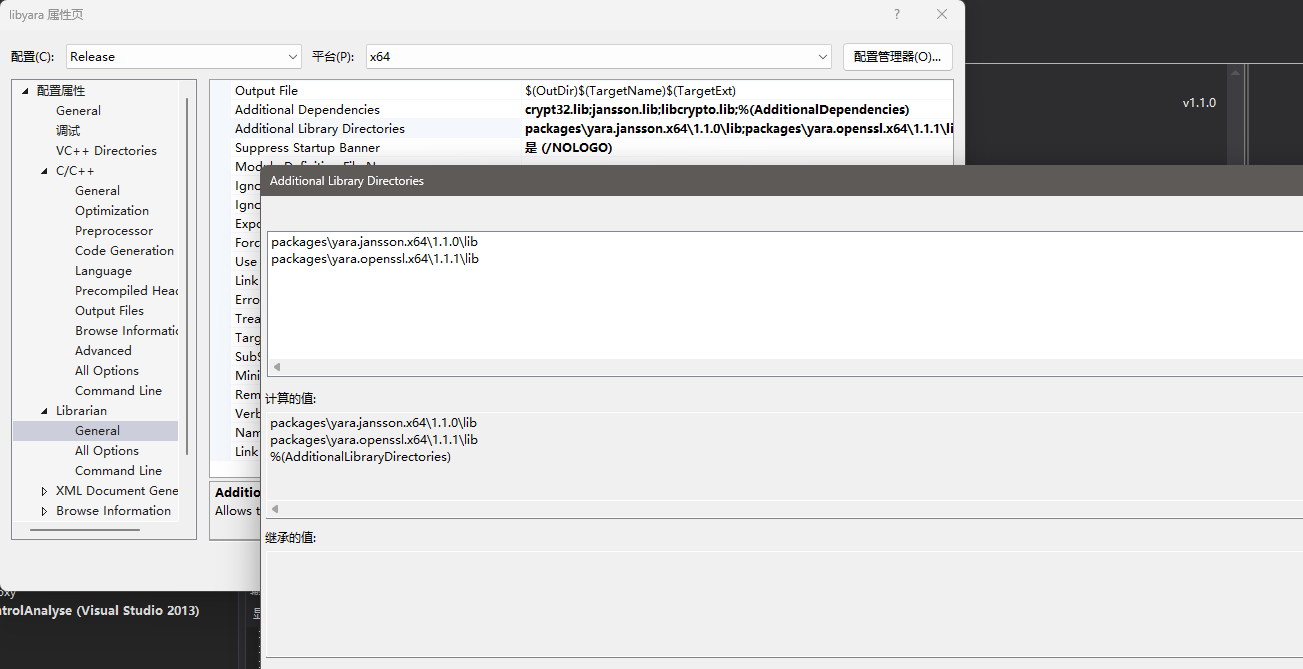 libyara 属性页
?
配置(C):
Release
平台(P):
x64
配置管理器(O)...
配置属性
General
调试
VC++ Directories
C/C++
General
Optimization
Preprocessor
Code Generation
Language
Precompiled Head
Output Files
Browse Informatic
Advanced
All Options
Command Line
Librarian
General
All Options
Command Line
XML Document Gene
Browse Information
Output File $(OutDir)$(TargetName)$(TargetExt)
Additional Dependencies crypt32.lib;jansson.lib;libcrypto.lib;%(AdditionalDependencies)
Additional Library Directories packages\yara.jansson.x64\1.1.0\lib;packages\yara.openssl.x64\1.1.1\li
Suppress Startup Banner 是 (/NOLOGO)
Igno
Igno
Expo
Forc
Use
Link
Erro
Trea
Targ
SubS
Mini
Rem
Verb
Nam
Link
Additio
Allows t
v1.1.0
Additional Library Directories
packages\yara.jansson.x64\1.1.0\lib
packages\yara.openssl.x64\1.1.1\lib
计算的值:
packages\yara.jansson.x64\1.1.0\lib
packages\yara.openssl.x64\1.1.1\lib
%(AdditionalLibraryDirectories)
继承的值:
oxy
ntrolAnalyse (Visual Studio 2013)